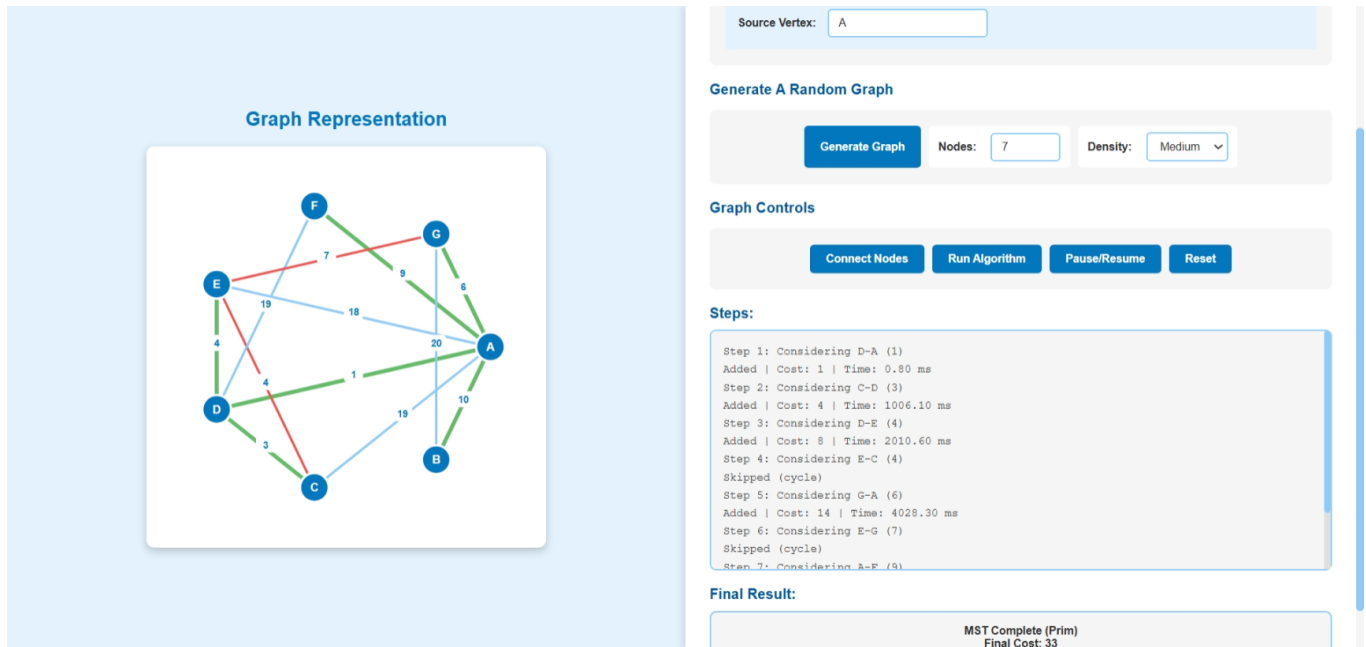 Graph Representation
F
G
7
9
6
E
19
18
4
20
A
1
4
10
D
19
3
B
C
Source Vertex: A
Generate A Random Graph
Generate Graph Nodes: 7 Density: Medium
Graph Controls
Connect Nodes Run Algorithm Pause/Resume Reset
Steps:
Step 1: Considering D-A (1)
Added | Cost: 1 | Time: 0.80 ms
Step 2: Considering C-D (3)
Added | Cost: 4 | Time: 1006.10 ms
Step 3: Considering D-E (4)
Added | Cost: 8 | Time: 2010.60 ms
Step 4: Considering E-C (4)
Skipped (cycle)
Step 5: Considering G-A (6)
Added | Cost: 14 | Time: 4028.30 ms
Step 6: Considering E-G (7)
Skipped (cycle)
Step 7: Considering A-F (9)
Final Result:
MST Complete (Prim)
Final Cost: 33